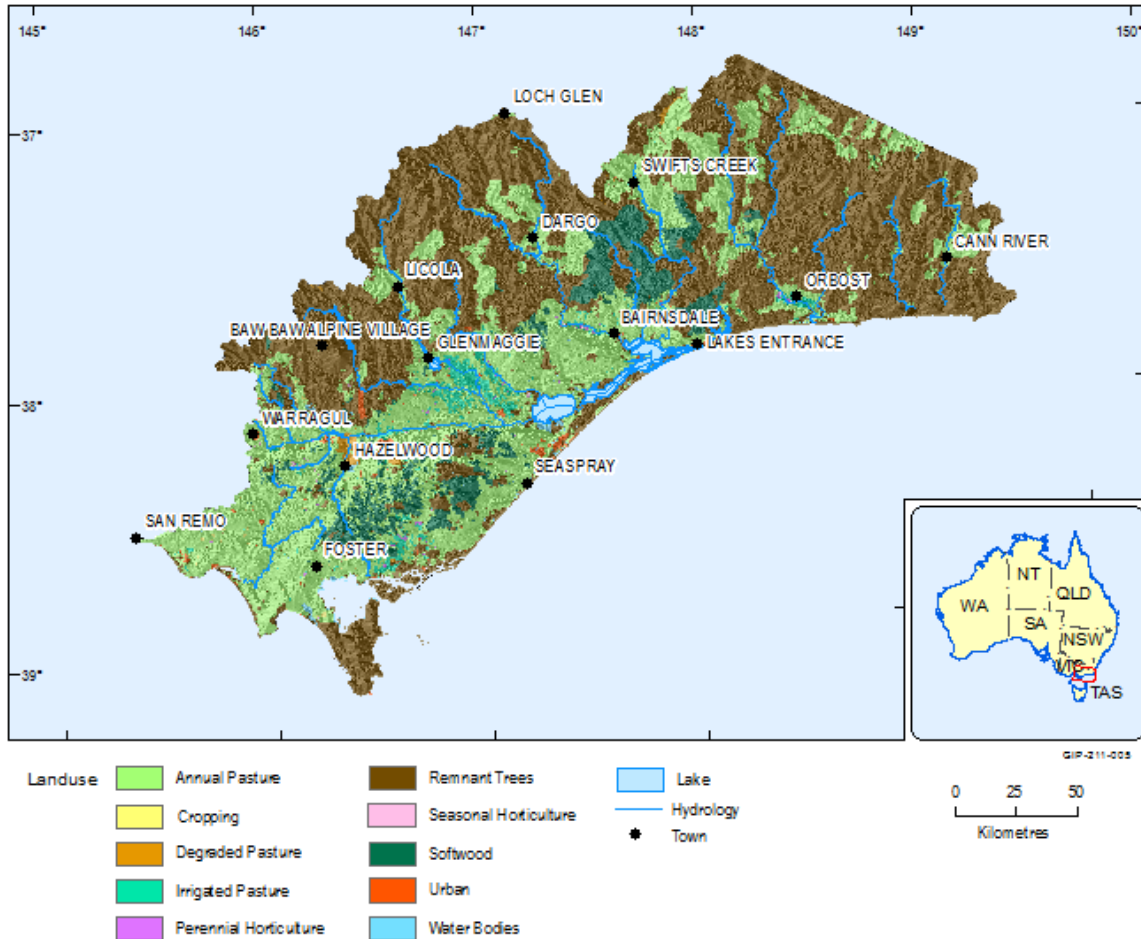 145° 146° 147° 148° 149° 150°
LOCH GLEN
37°
SWIFTS CREEK
DARGO
CANN RIVER
LICOLA
ORBOST
BAIRNSDALE
BAW BAW ALPINE VILLAGE
GLENMAGGIE
LAKES ENTRANCE
38°
WARRAGUL
HAZELWOOD
SEASPRAY
SAN REMO
FOSTER
39°
NT
QLD
WA
SA
NSW
VIC
TAS
GIP-211-005
Landuse
Annual Pasture
Cropping
Degraded Pasture
Irrigated Pasture
Perennial Horticulture
Remnant Trees
Seasonal Horticulture
Softwood
Urban
Water Bodies
Lake
Hydrology
Town
0 25 50
Kilometres